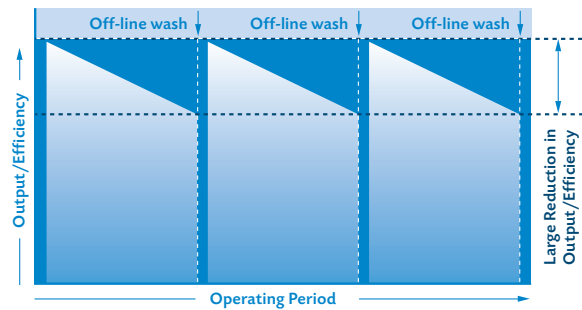 Off-line wash
Off-line wash
Off-line wash
Output/Efficiency
Large Reduction in
Output/Efficiency
Operating Period